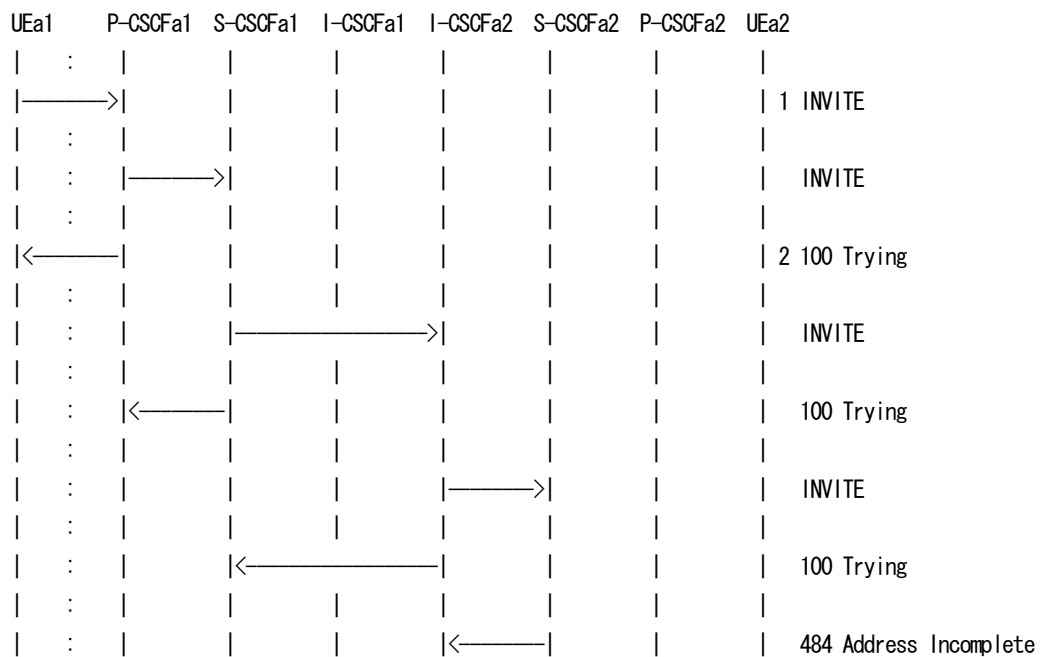 UEa1 P-CSCFa1 S-CSCFa1 I-CSCFa1 I-CSCFa2 S-CSCFa2 P-CSCFa2 UEa2
| : | | | | | | |
|-------->| | | | | | | 1 INVITE
| : | | | | | | |
| : |-------->| | | | | | INVITE
| : | | | | | | |
|<--------| | | | | | | 2 100 Trying
| : | | | | | | |
| : | |------------------>| | | | INVITE
| : | | | | | | |
| : |<--------| | | | | | 100 Trying
| : | | | | | | |
| : | | | |-------->| | | INVITE
| : | | | | | | |
| : | |<------------------| | | | 100 Trying
| : | | | | | | |
| : | | | |<--------| | | 484 Address Incomplete